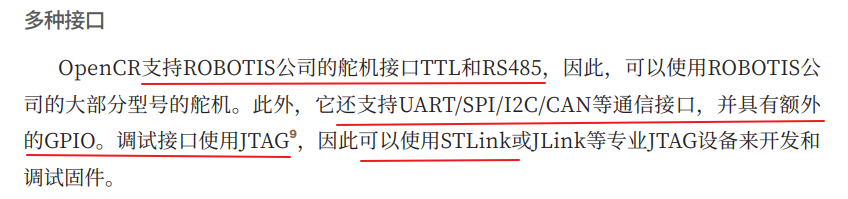 多种接口
OpenCR支持ROBOTIS公司的舵机接口TTL和RS485，因此，可以使用ROBOTIS公
司的大部分型号的舵机。此外，它还支持UART/SPI/I2C/CAN等通信接口，并具有额外
的GPIO。调试接口使用JTAG⁹，因此可以使用STLink或JLink等专业JTAG设备来开发和
调试固件。